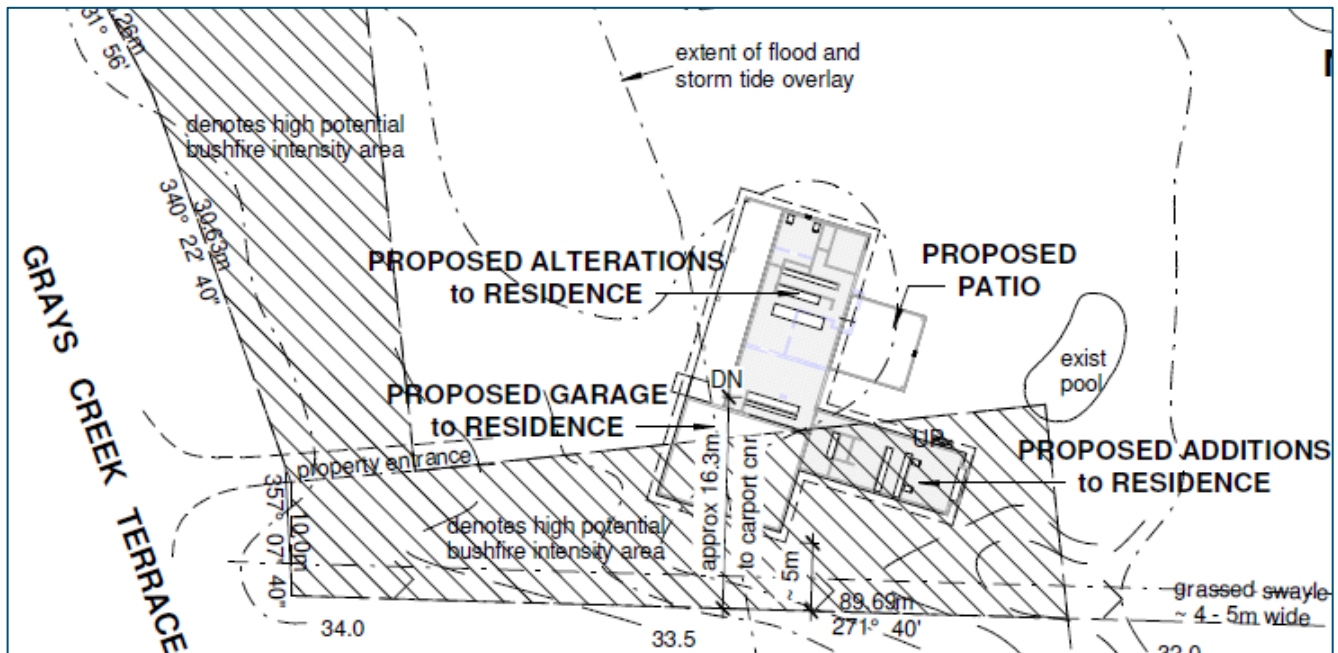 .26m
31° 56'
extent of flood and
storm tide overlay
denotes high potential
bushfire intensity area
30.63m
340° 22' 40"
GRAYS CREEK TERRACE
PROPOSED ALTERATIONS
to RESIDENCE
PROPOSED
PATIO
exist
pool
DN
PROPOSED GARAGE
to RESIDENCE
UP
PROPOSED ADDITIONS
to RESIDENCE
property entrance
357° 07' 40"
10.0m
denotes high potential
bushfire intensity area
approx 16.3m
to carport cnr
~ 5m
89.69m
271° 40'
grassed swayle
~ 4 - 5m wide
34.0
33.5
32.0